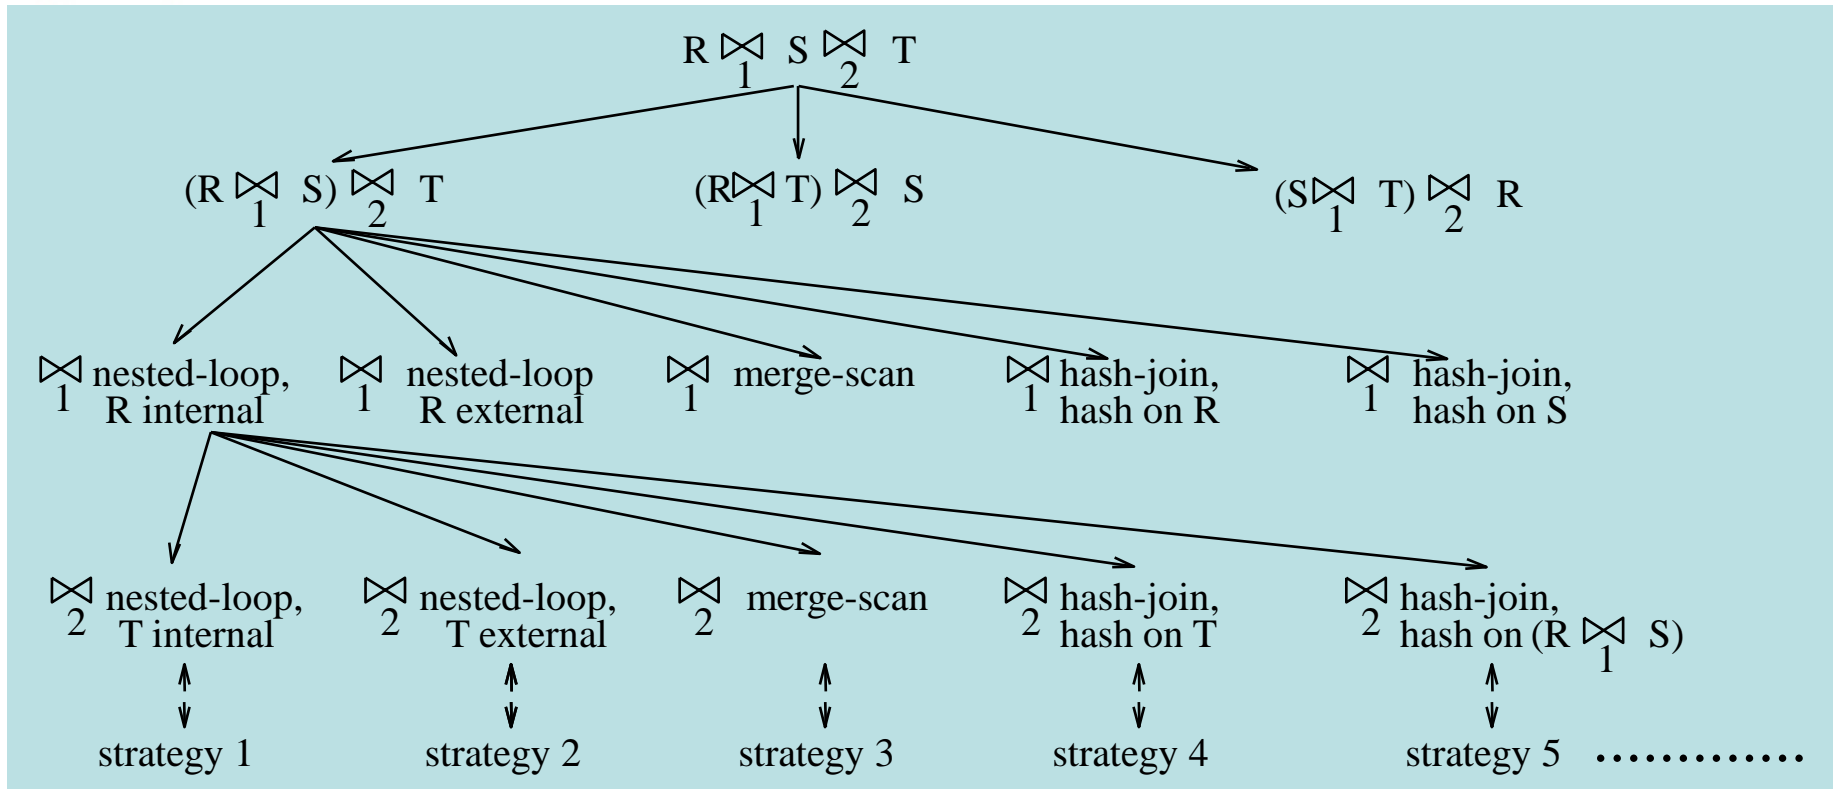 R ⋈1 S ⋈2 T
(R ⋈1 S) ⋈2 T
(R ⋈1 T) ⋈2 S
(S ⋈1 T) ⋈2 R
⋈1 nested-loop,
R internal
⋈1 nested-loop
R external
⋈1 merge-scan
⋈1 hash-join,
hash on R
⋈1 hash-join,
hash on S
⋈2 nested-loop,
T internal
⋈2 nested-loop,
T external
⋈2 merge-scan
⋈2 hash-join,
hash on T
⋈2 hash-join,
hash on (R ⋈1 S)
strategy 1
strategy 2
strategy 3
strategy 4
strategy 5 .............